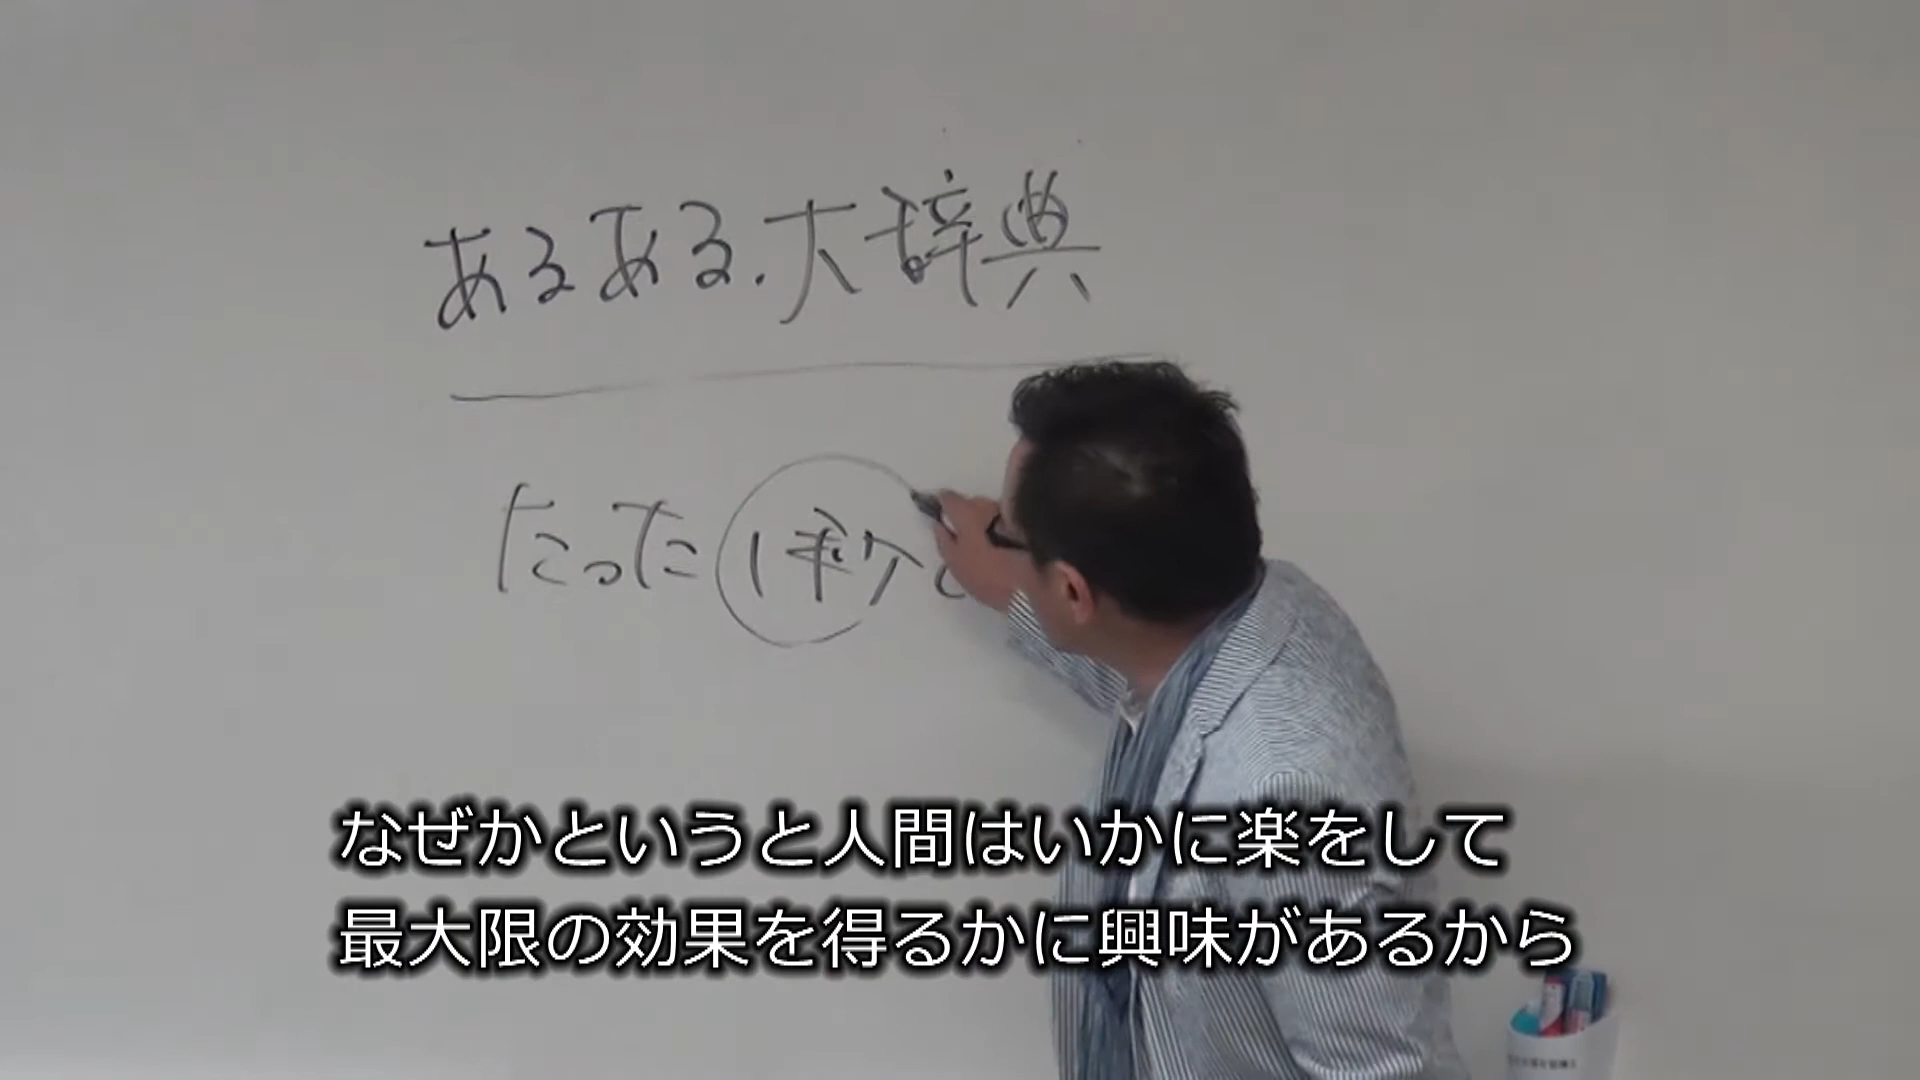 あるある.大辞典
たった1秒
なぜかというと人間はいかに楽をして
最大限の効果を得るかに興味があるから